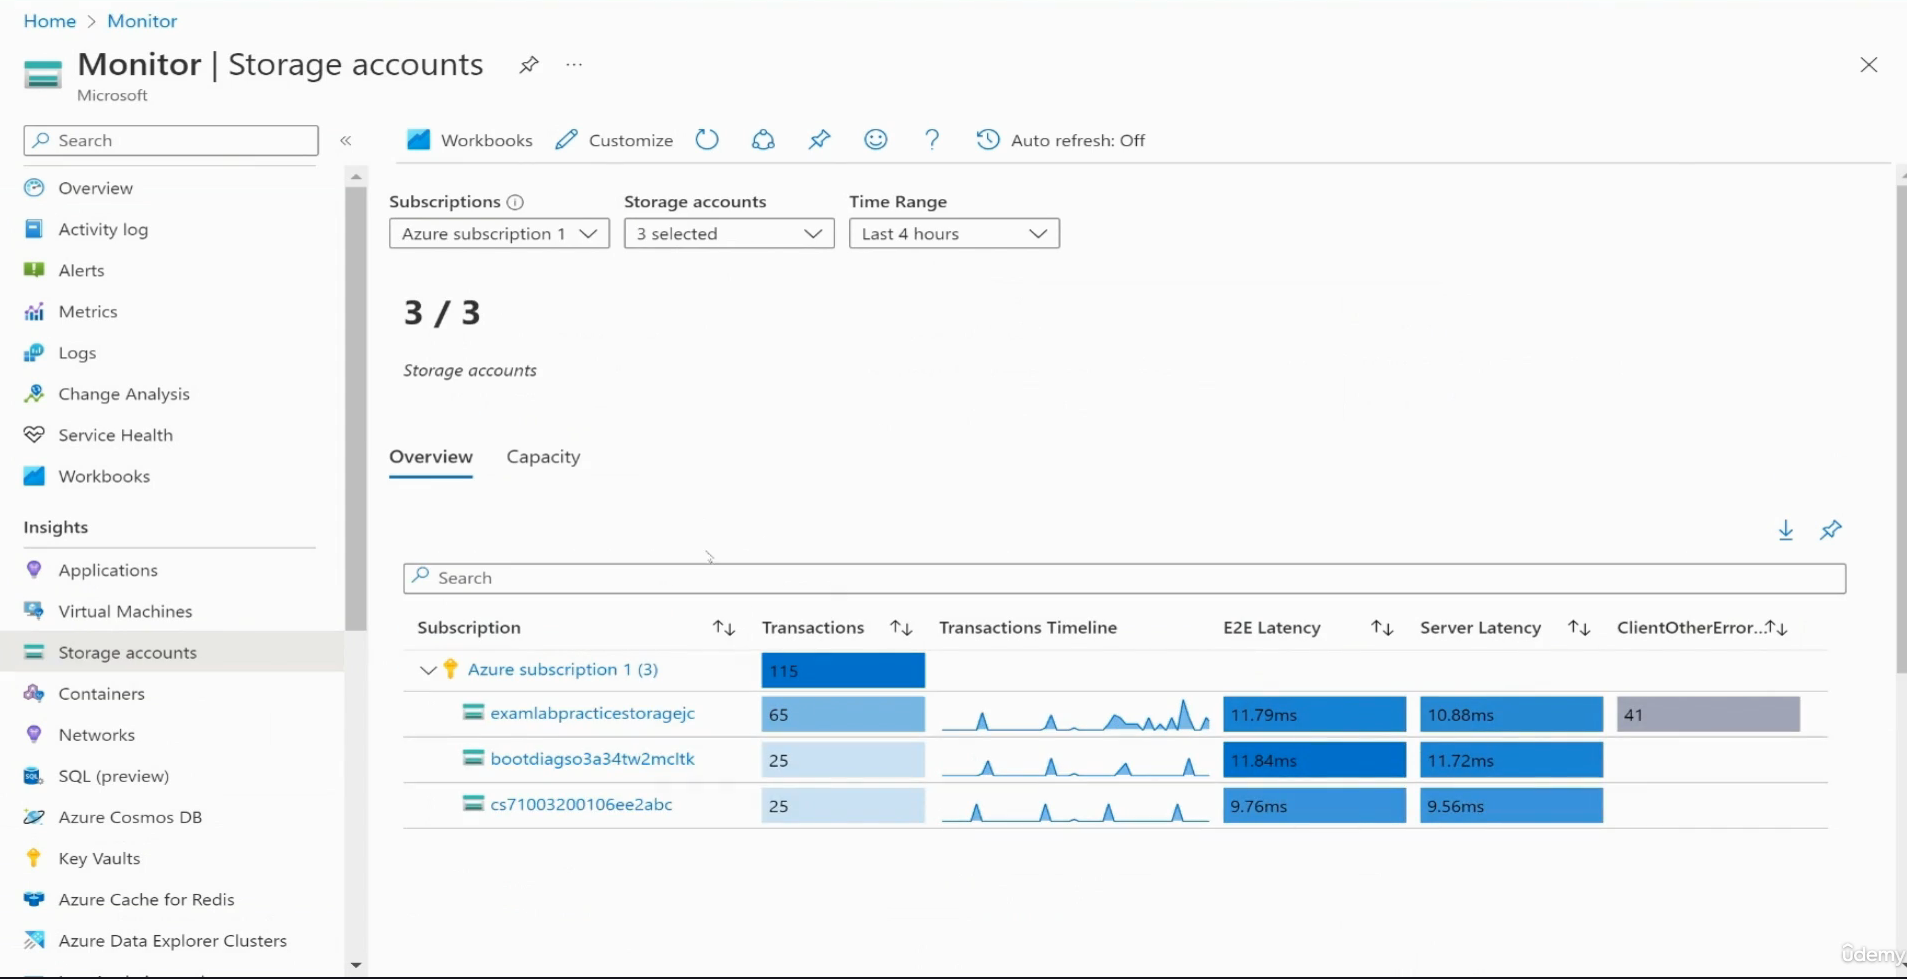 Home > Monitor
Monitor | Storage accounts ...
Microsoft
Search «
Workbooks Customize ? Auto refresh: Off
Overview
Activity log
Alerts
Metrics
Logs
Change Analysis
Service Health
Workbooks
Insights
Applications
Virtual Machines
Storage accounts
Containers
Networks
SQL SQL (preview)
Azure Cosmos DB
Key Vaults
Azure Cache for Redis
Azure Data Explorer Clusters
Subscriptions Storage accounts Time Range
Azure subscription 1 3 selected Last 4 hours
3 / 3
Storage accounts
Overview Capacity
Search
Subscription ↑↓ Transactions ↑↓ Transactions Timeline E2E Latency ↑↓ Server Latency ↑↓ ClientOtherError...↑↓
Azure subscription 1 (3) 115
examlabpracticestoragejc 65 11.79ms 10.88ms 41
bootdiagso3a34tw2mcltk 25 11.84ms 11.72ms
cs71003200106ee2abc 25 9.76ms 9.56ms
ûdemy